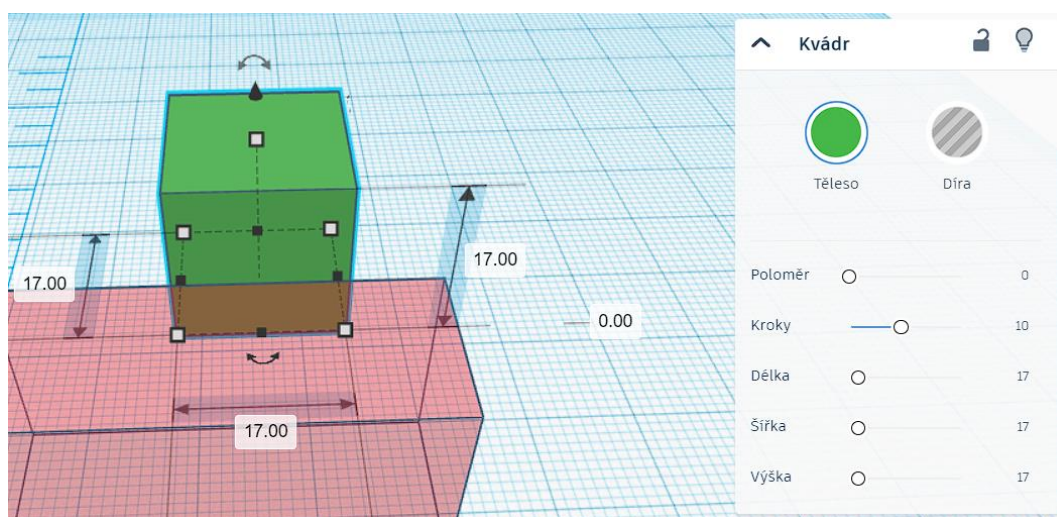 Kvádr
Těleso
Díra
Poloměr 0
Kroky 10
Délka 17
Šířka 17
Výška 17
17.00
17.00
0.00
17.00